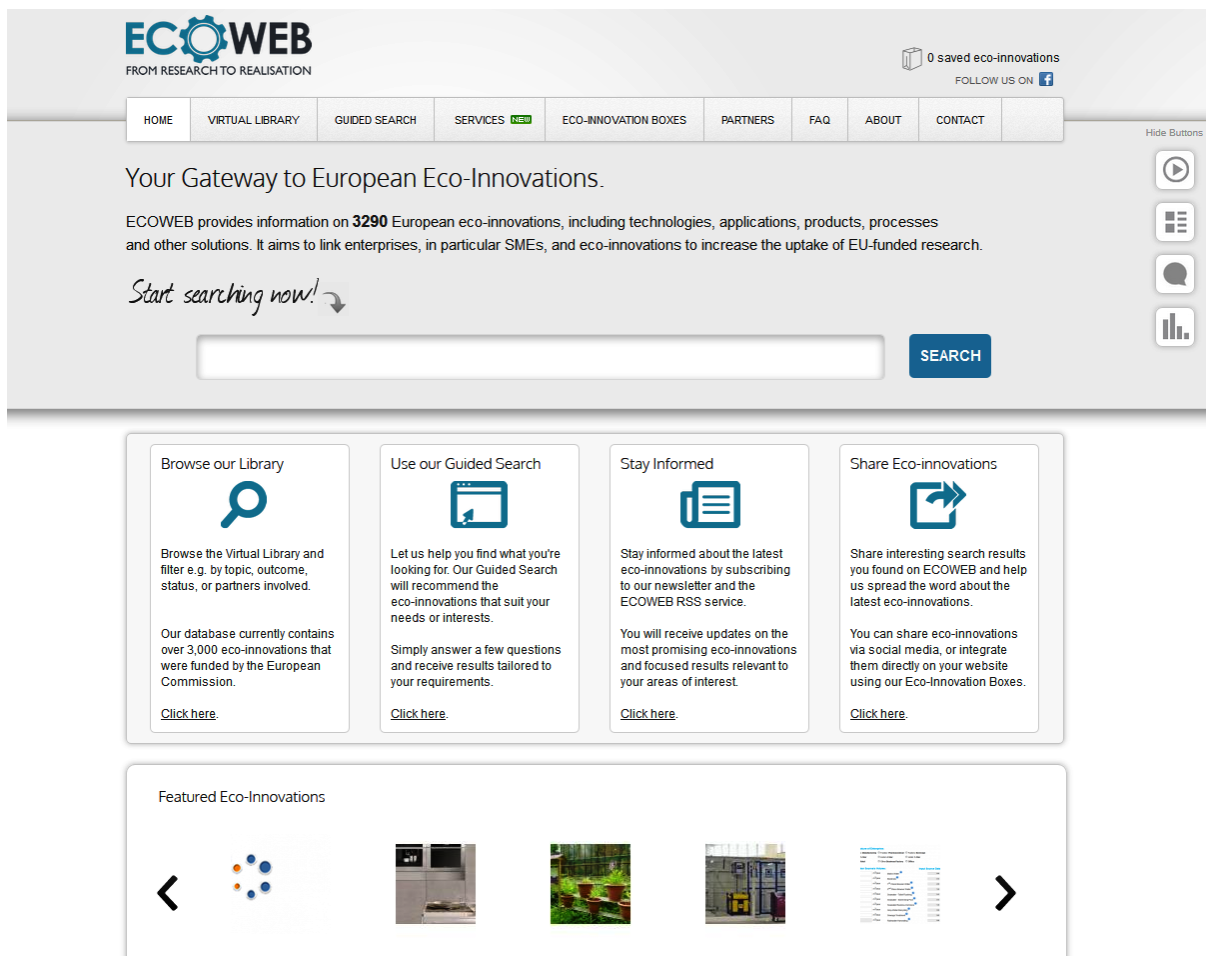 ECOWEB
FROM RESEARCH TO REALISATION
0 saved eco-innovations
FOLLOW US ON
HOME VIRTUAL LIBRARY GUIDED SEARCH SERVICES NEW ECO-INNOVATION BOXES PARTNERS FAQ ABOUT CONTACT
Hide Buttons
Your Gateway to European Eco-Innovations.
ECOWEB provides information on 3290 European eco-innovations, including technologies, applications, products, processes
and other solutions. It aims to link enterprises, in particular SMEs, and eco-innovations to increase the uptake of EU-funded research.
Start searching now!
SEARCH
Browse our Library
Browse the Virtual Library and
filter e.g. by topic, outcome,
status, or partners involved.
Our database currently contains
over 3,000 eco-innovations that
were funded by the European
Commission.
Click here.
Use our Guided Search
Let us help you find what you're
looking for. Our Guided Search
will recommend the
eco-innovations that suit your
needs or interests.
Simply answer a few questions
and receive results tailored to
your requirements.
Click here.
Stay Informed
Stay informed about the latest
eco-innovations by subscribing
to our newsletter and the
ECOWEB RSS service.
You will receive updates on the
most promising eco-innovations
and focused results relevant to
your areas of interest.
Click here.
Share Eco-innovations
Share interesting search results
you found on ECOWEB and help
us spread the word about the
latest eco-innovations.
You can share eco-innovations
via social media, or integrate
them directly on your website
using our Eco-Innovation Boxes.
Click here.
Featured Eco-Innovations